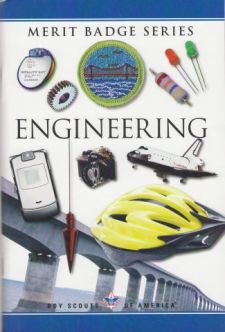 MERIT BADGE SERIES
ENGINEERING
BOY SCOUTS OF AMERICA